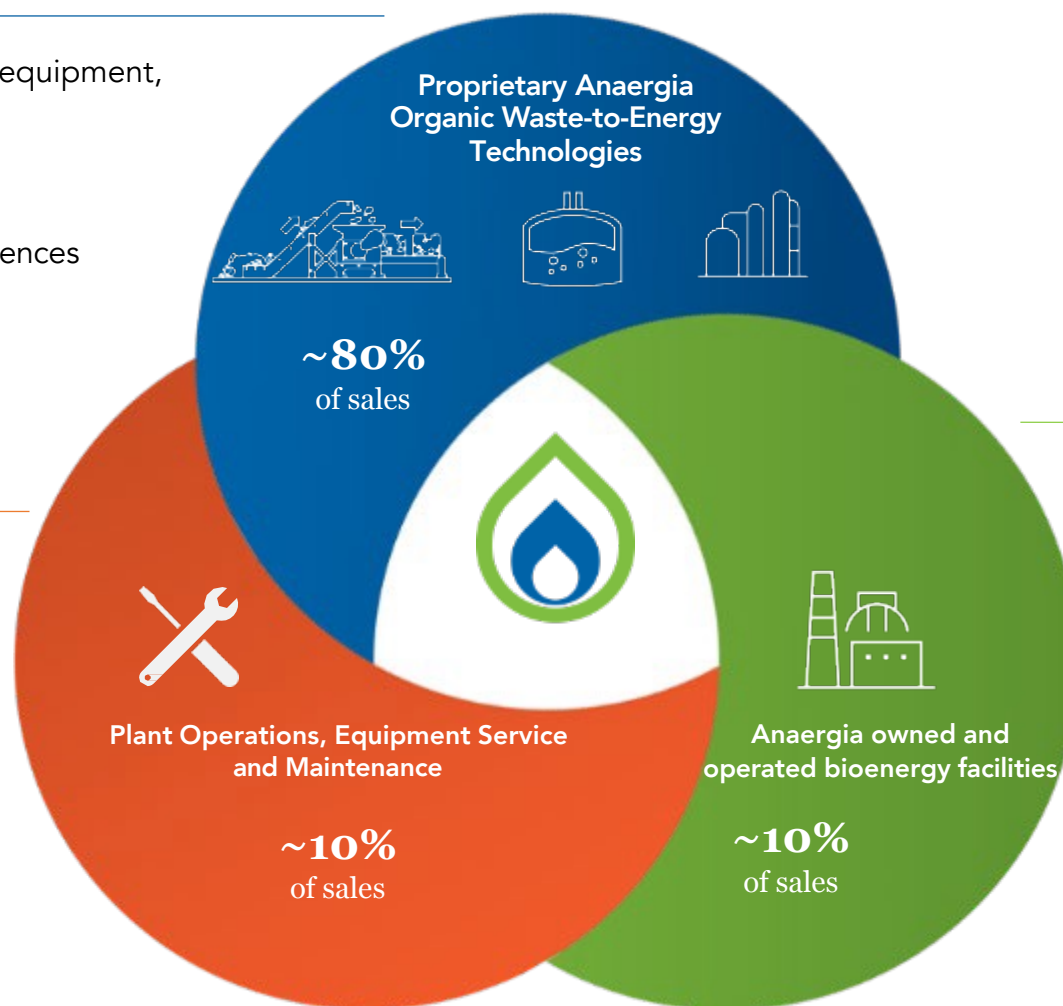 equipment,
Proprietary Anaergia
Organic Waste-to-Energy
Technologies
~80%
of sales
Plant Operations, Equipment Service
and Maintenance
~10%
of sales
Anaergia owned and
operated bioenergy facilities
~10%
of sales